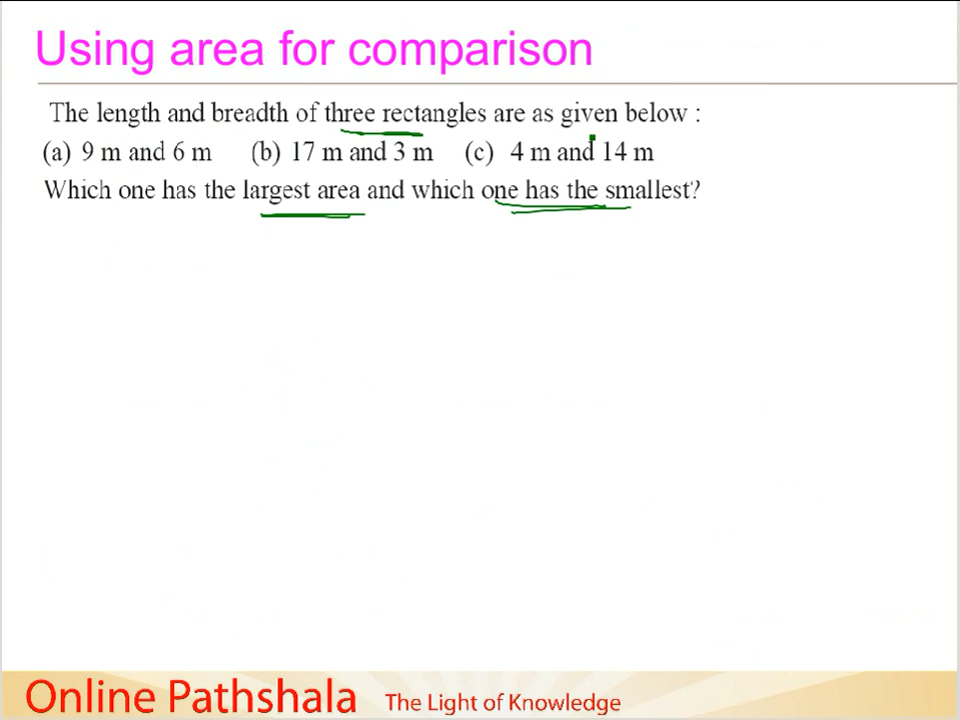 Using area for comparison
The length and breadth of three rectangles are as given below :
(a) 9 m and 6 m (b) 17 m and 3 m (c) 4 m and 14 m
Which one has the largest area and which one has the smallest?
Online Pathshala The Light of Knowledge